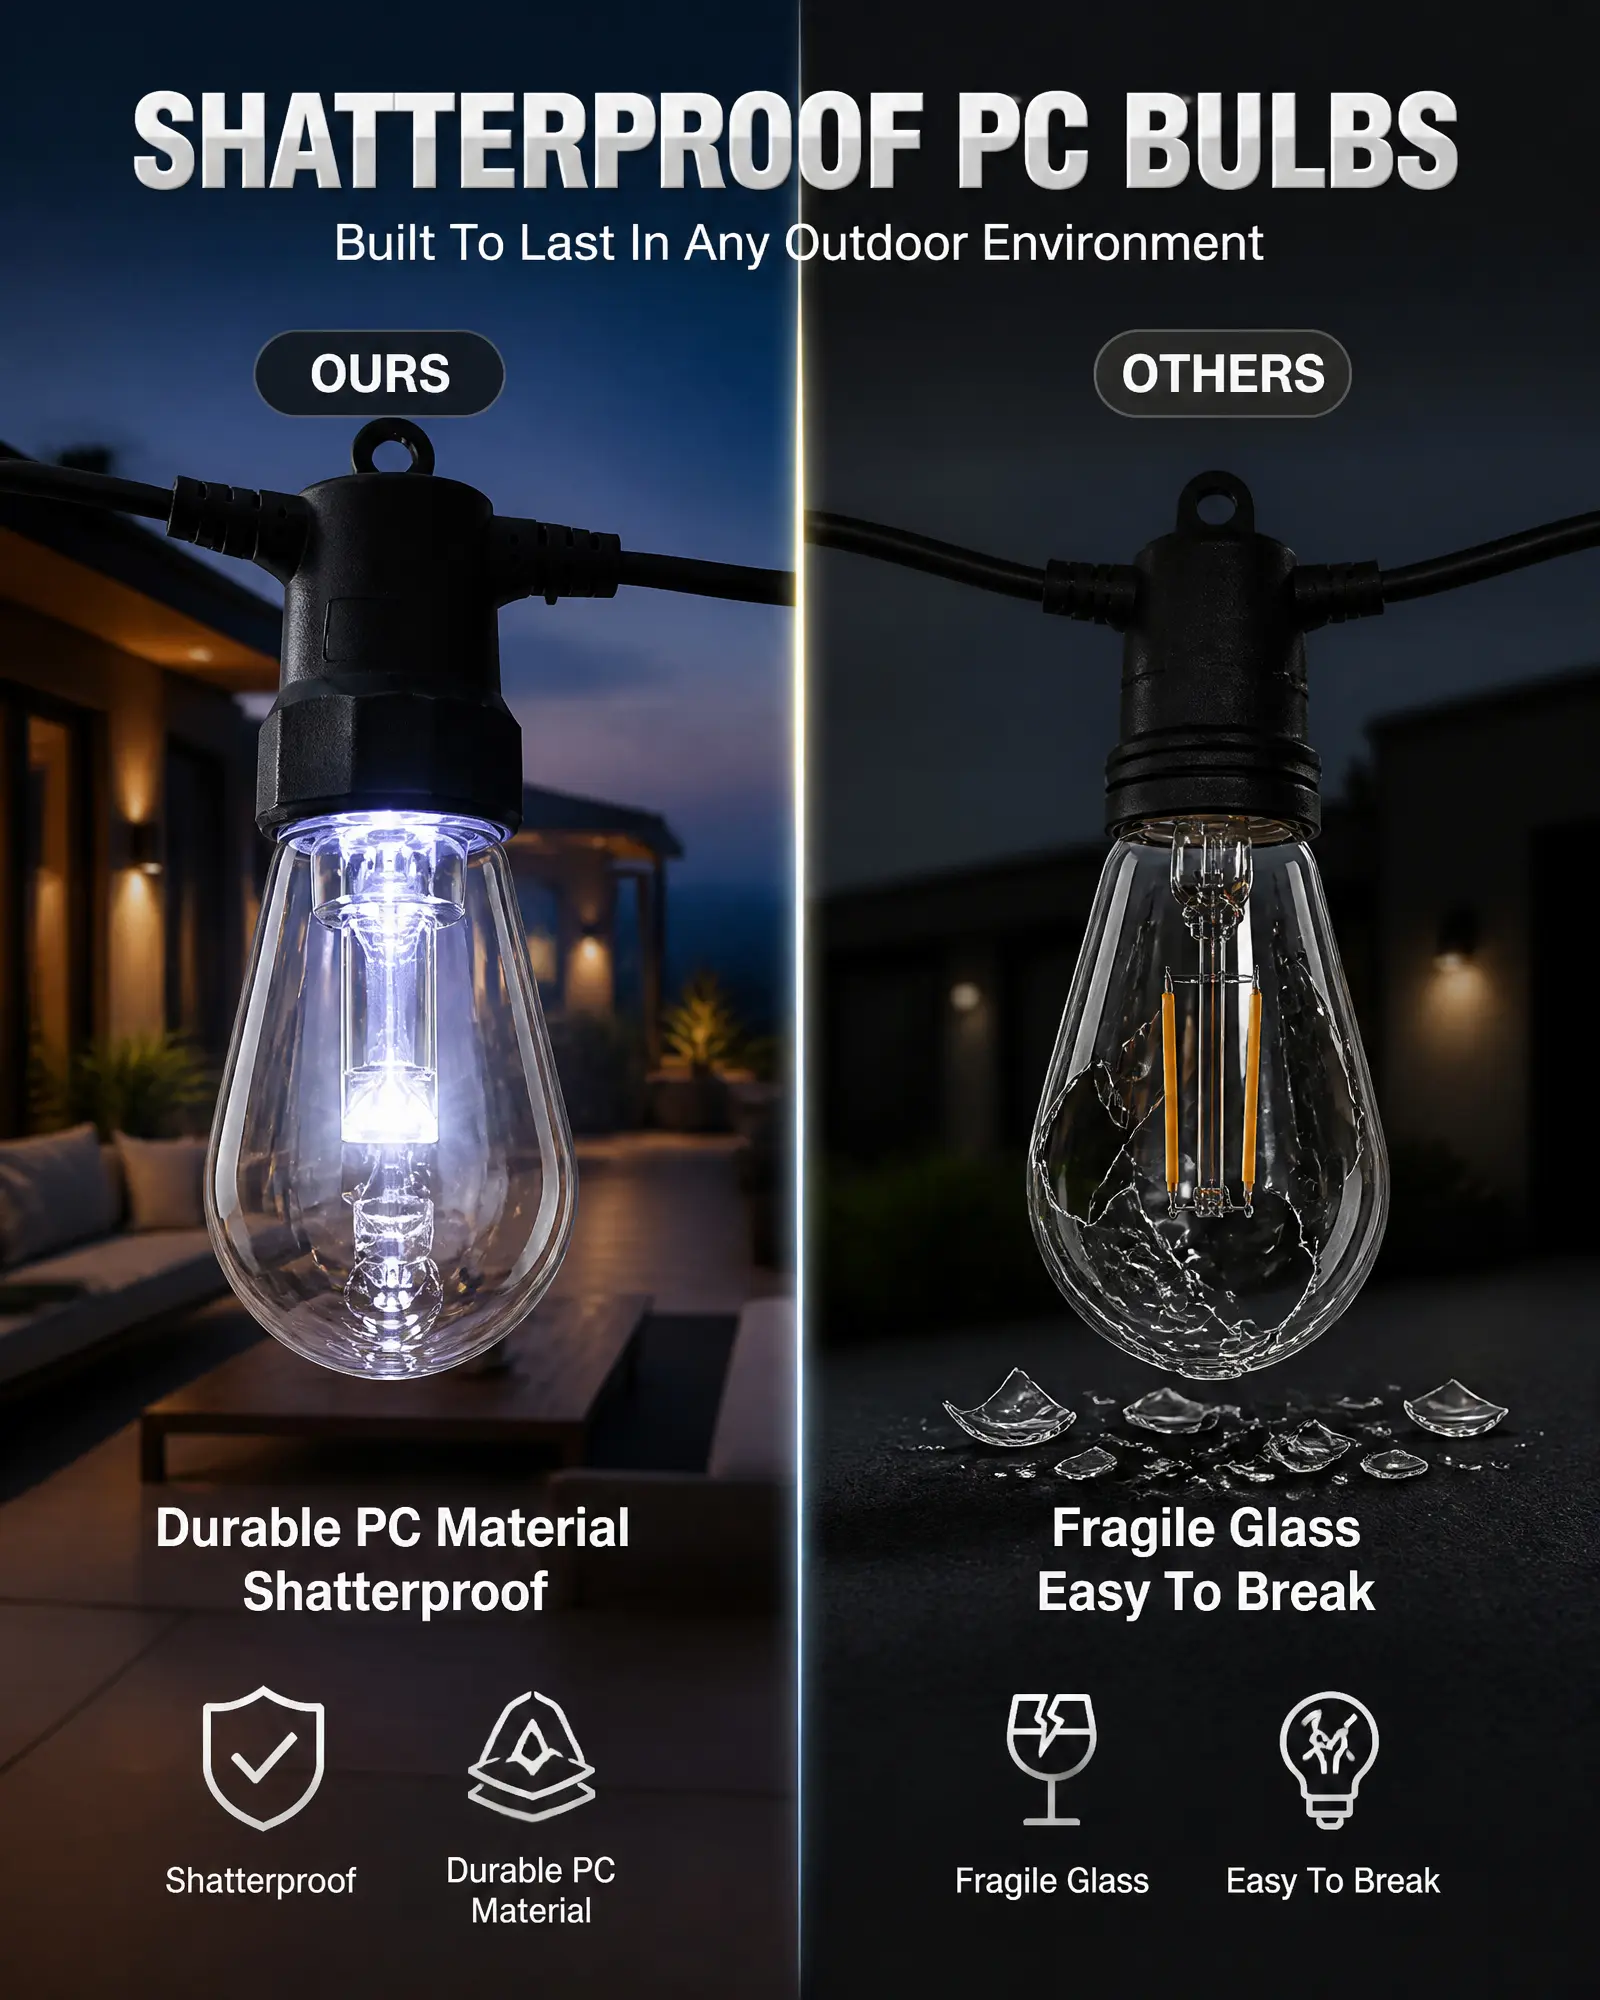 SHATTERPROOF PC BULBS
Built To Last In Any Outdoor Environment
OURS
OTHERS
Durable PC Material
Shatterproof
Fragile Glass
Easy To Break
Shatterproof
Durable PC
Material
Fragile Glass
Easy To Break